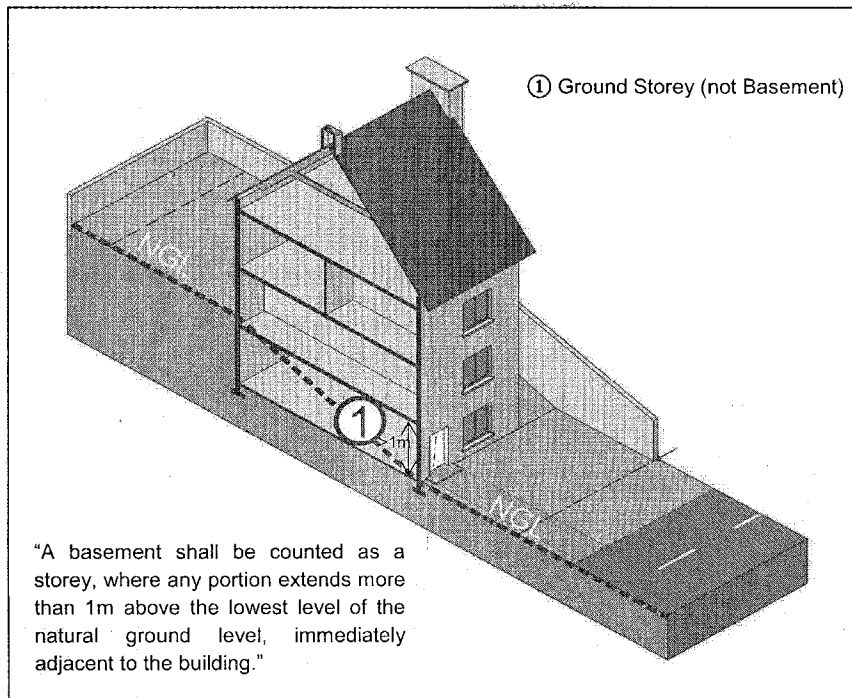 ① Ground Storey (not Basement)
NGL
1
>1m
NGL
"A basement shall be counted as a
storey, where any portion extends more
than 1m above the lowest level of the
natural ground level, immediately
adjacent to the building."